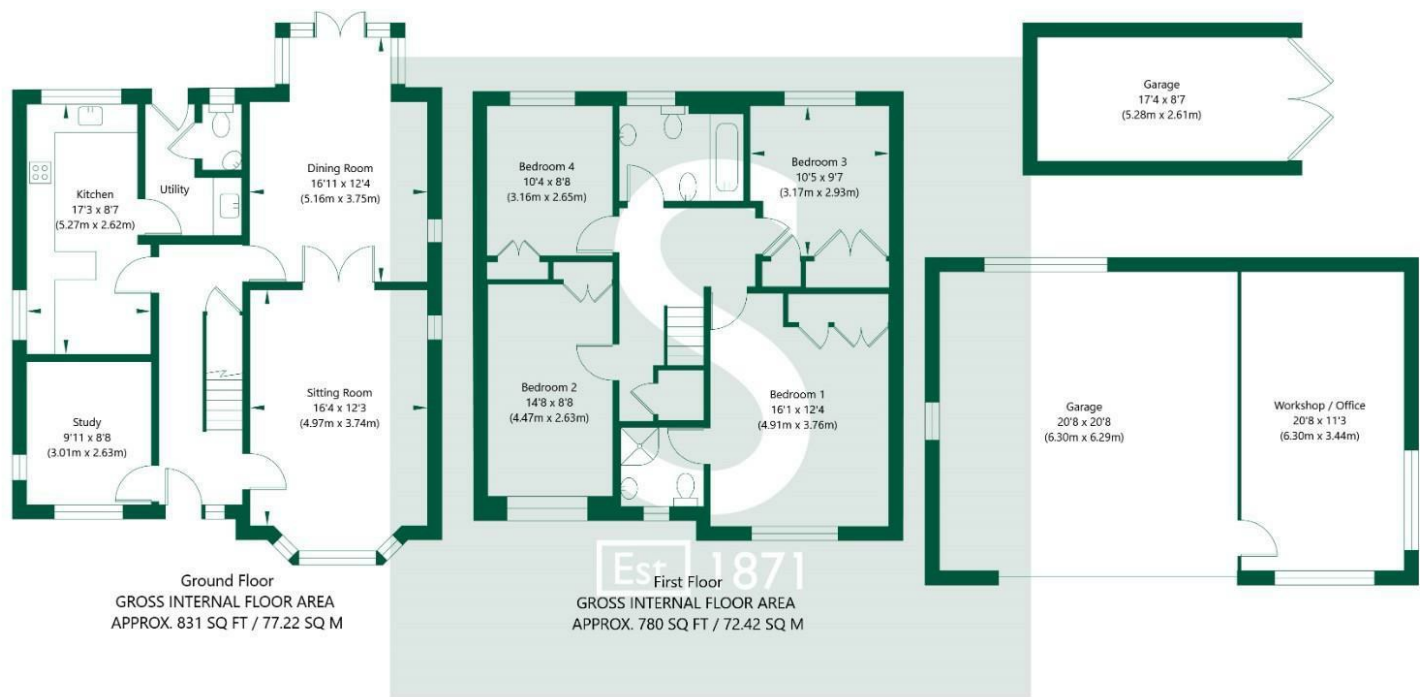 Kitchen
17'3 x 8'7
(5.27m x 2.62m)
Utility
Dining Room
16'11 x 12'4
(5.16m x 3.75m)
Study
9'11 x 8'8
(3.01m x 2.63m)
Sitting Room
16'4 x 12'3
(4.97m x 3.74m)
Ground Floor
GROSS INTERNAL FLOOR AREA
APPROX. 831 SQ FT / 77.22 SQ M
Bedroom 4
10'4 x 8'8
(3.16m x 2.65m)
Bedroom 3
10'5 x 9'7
(3.17m x 2.93m)
Bedroom 2
14'8 x 8'8
(4.47m x 2.63m)
Bedroom 1
16'1 x 12'4
(4.91m x 3.76m)
S
Est 1871
First Floor
GROSS INTERNAL FLOOR AREA
APPROX. 780 SQ FT / 72.42 SQ M
Garage
17'4 x 8'7
(5.28m x 2.61m)
Garage
20'8 x 20'8
(6.30m x 6.29m)
Workshop / Office
20'8 x 11'3
(6.30m x 3.44m)